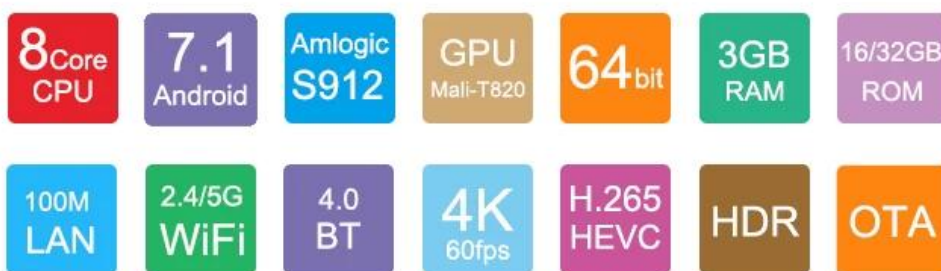 8Core
CPU
7.1
Android
Amlogic
S912
GPU
Mali-T820
64bit
3GB
RAM
16/32GB
ROM
100M
LAN
2.4/5G
WiFi
4.0
BT
4K
60fps
H.265
HEVC
HDR
OTA